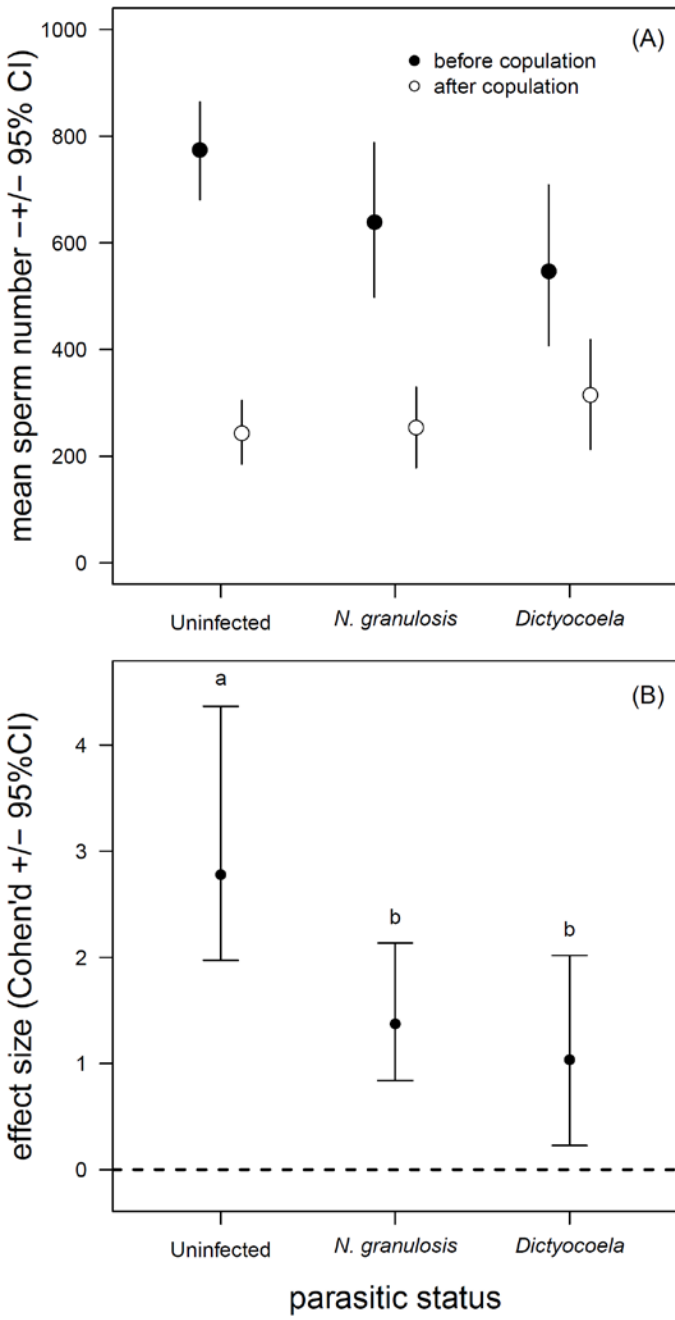 (A)
before copulation
after copulation
mean sperm number −+/− 95% CI
1000
800
600
400
200
0
Uninfected N. granulosis Dictyocoela
(B)
a
b
b
effect size (Cohen'd +/− 95%CI)
4
3
2
1
0
Uninfected N. granulosis Dictyocoela
parasitic status